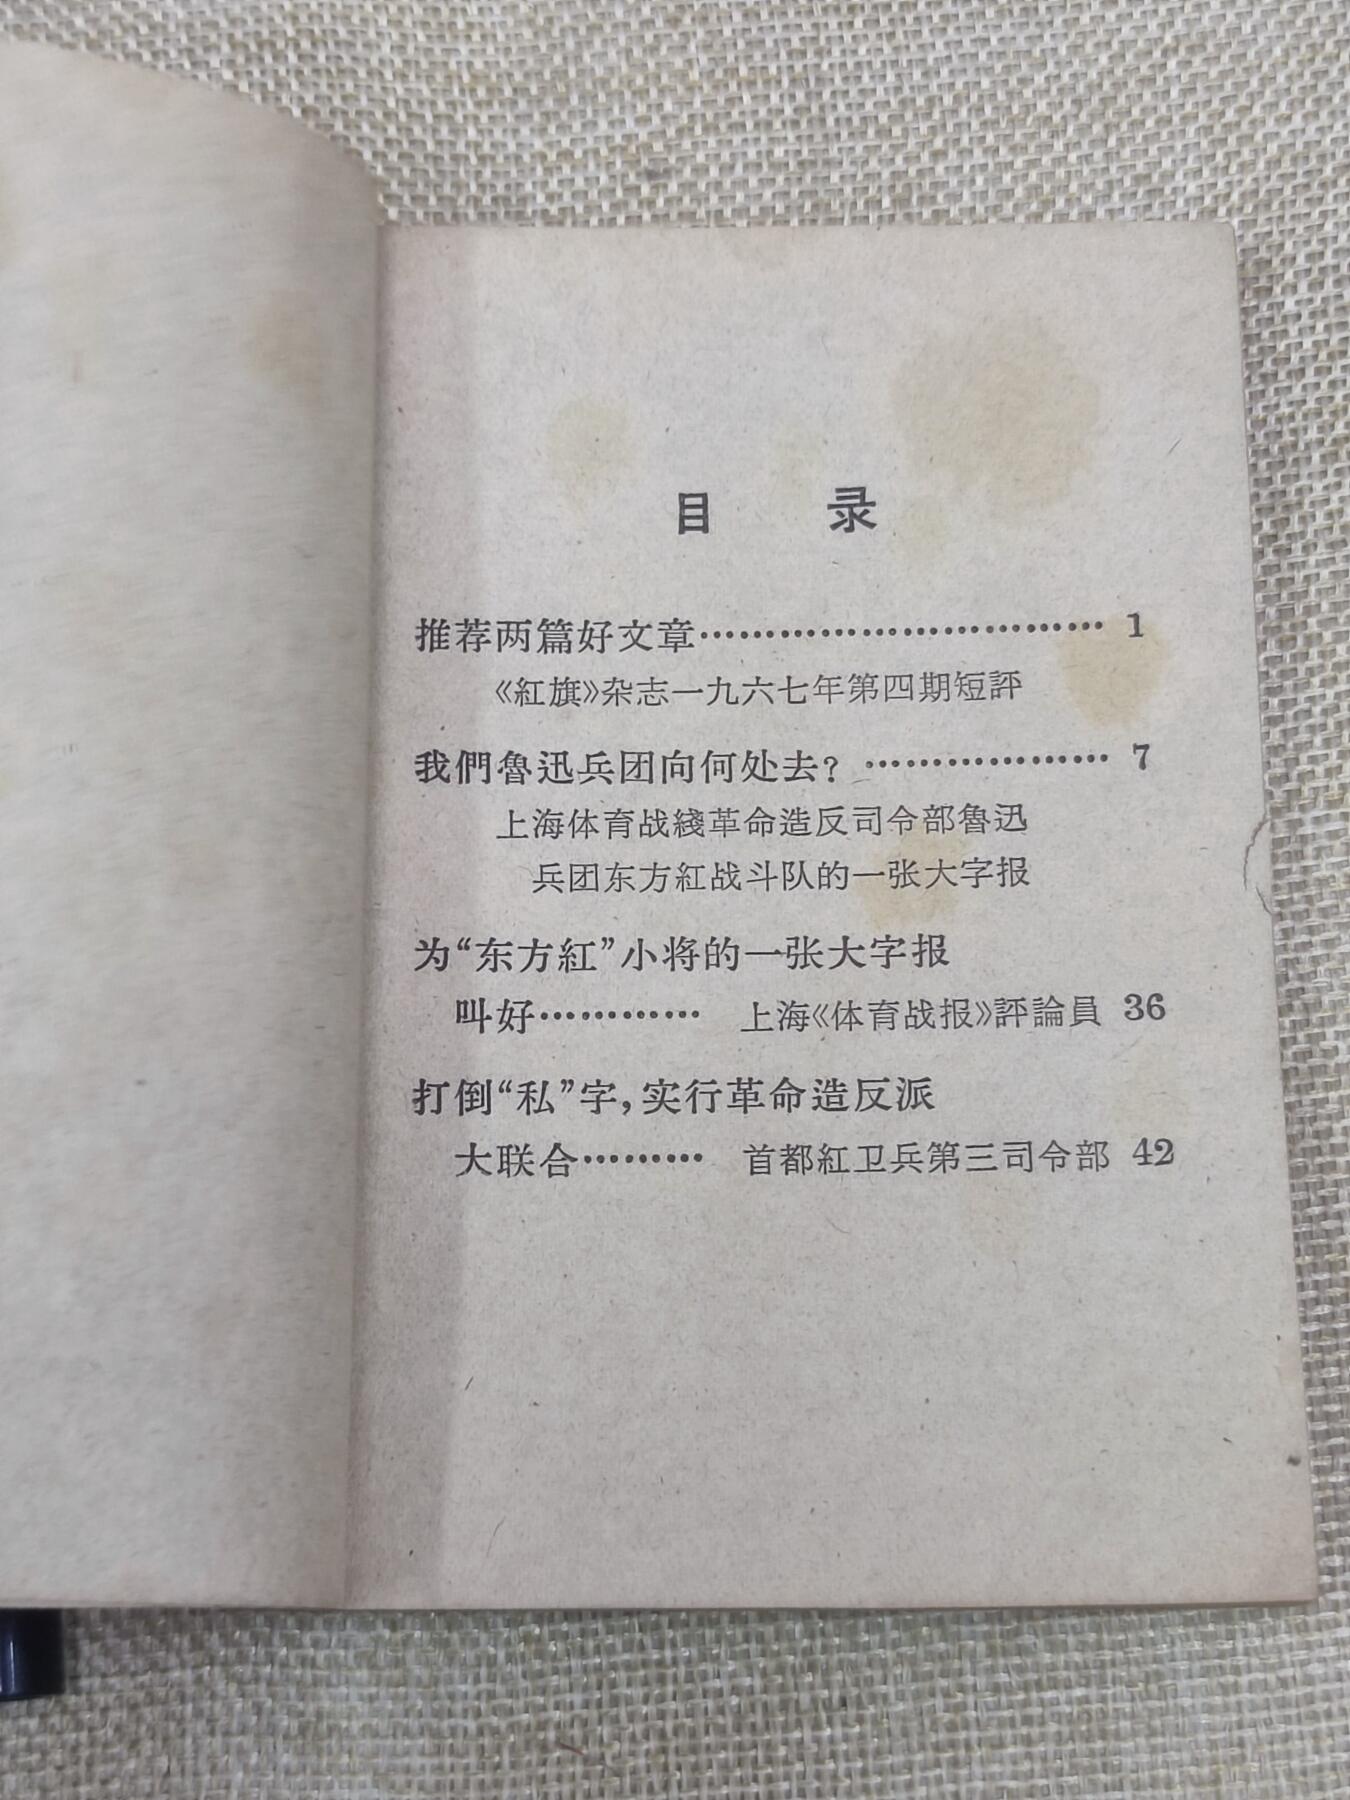 目 录
推荐两篇好文章…………………………… 1
《紅旗》杂志一九六七年第四期短評
我們魯迅兵团向何处去？ ………………… 7
上海体育战綫革命造反司令部魯迅
兵团东方紅战斗队的一张大字报
为“东方紅”小将的一张大字报
叫好………… 上海《体育战报》評論員 36
打倒“私”字，实行革命造反派
大联合……… 首都紅卫兵第三司令部 42